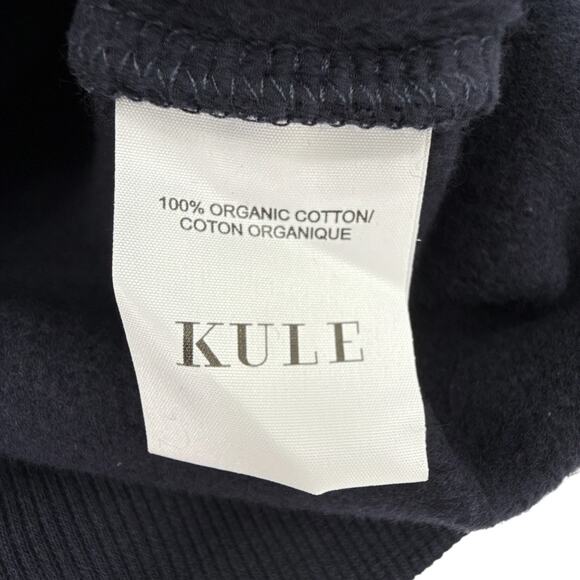 100% ORGANIC COTTON/
COTON ORGANIQUE
KULE